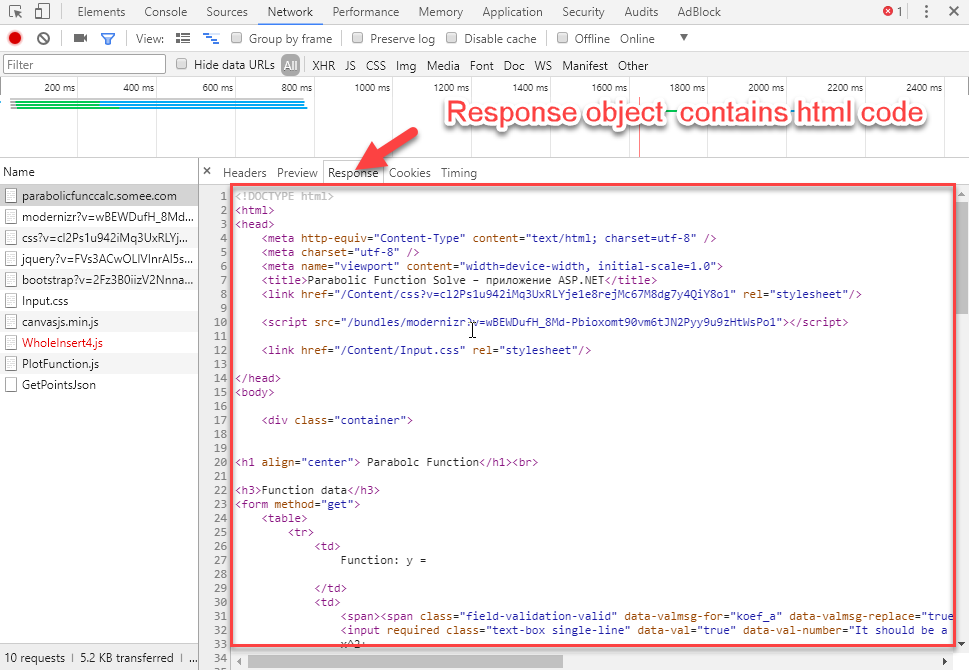 Elements Console Sources Network Performance Memory Application Security Audits AdBlock 1
View: Group by frame Preserve log Disable cache Offline Online
Filter Hide data URLs All XHR JS CSS Img Media Font Doc WS Manifest Other
200 ms 400 ms 600 ms 800 ms 1000 ms 1200 ms 1400 ms 1600 ms 1800 ms 2000 ms 2200 ms 2400 ms
Response object contains html code
Name
parabolicfunccalc.somee.com
modernizr?v=wBEWDufH_8Md...
css?v=cl2Ps1u942iMq3UxRLYj...
jquery?v=FVs3ACwOLIVlnrAl5s...
bootstrap?v=2Fz3B0iizV2Nnna...
Input.css
canvasjs.min.js
WholeInsert4.js
PlotFunction.js
GetPointsJson
10 requests | 5.2 KB transferred | ...
Headers Preview Response Cookies Timing
1 <!DOCTYPE html>
2 <html>
3 <head>
4 <meta http-equiv="Content-Type" content="text/html; charset=utf-8" />
5 <meta charset="utf-8" />
6 <meta name="viewport" content="width=device-width, initial-scale=1.0">
7 <title>Parabolic Function Solve – приложение ASP.NET</title>
8 <link href="/Content/css?v=cl2Ps1u942iMq3UxRLYje1e8rejMc67M8dg7y4QiY8o1" rel="stylesheet"/>
9
10 <script src="/bundles/modernizr?v=wBEWDufH_8Md-Pbioxomt90vm6tJN2Pyy9u9zHtWsPo1"></script>
11
12 <link href="/Content/Input.css" rel="stylesheet"/>
13
14 </head>
15 <body>
16
17 <div class="container">
18
19
20 <h1 align="center"> Parabolc Function</h1><br>
21
22 <h3>Function data</h3>
23 <form method="get">
24 <table>
25 <tr>
26 <td>
27 Function: y =
28
29 </td>
30 <td>
31 <span><span class="field-validation-valid" data-valmsg-for="koef_a" data-valmsg-replace="true
32 <input required class="text-box single-line" data-val="true" data-val-number="It should be a
33 x^2+
34